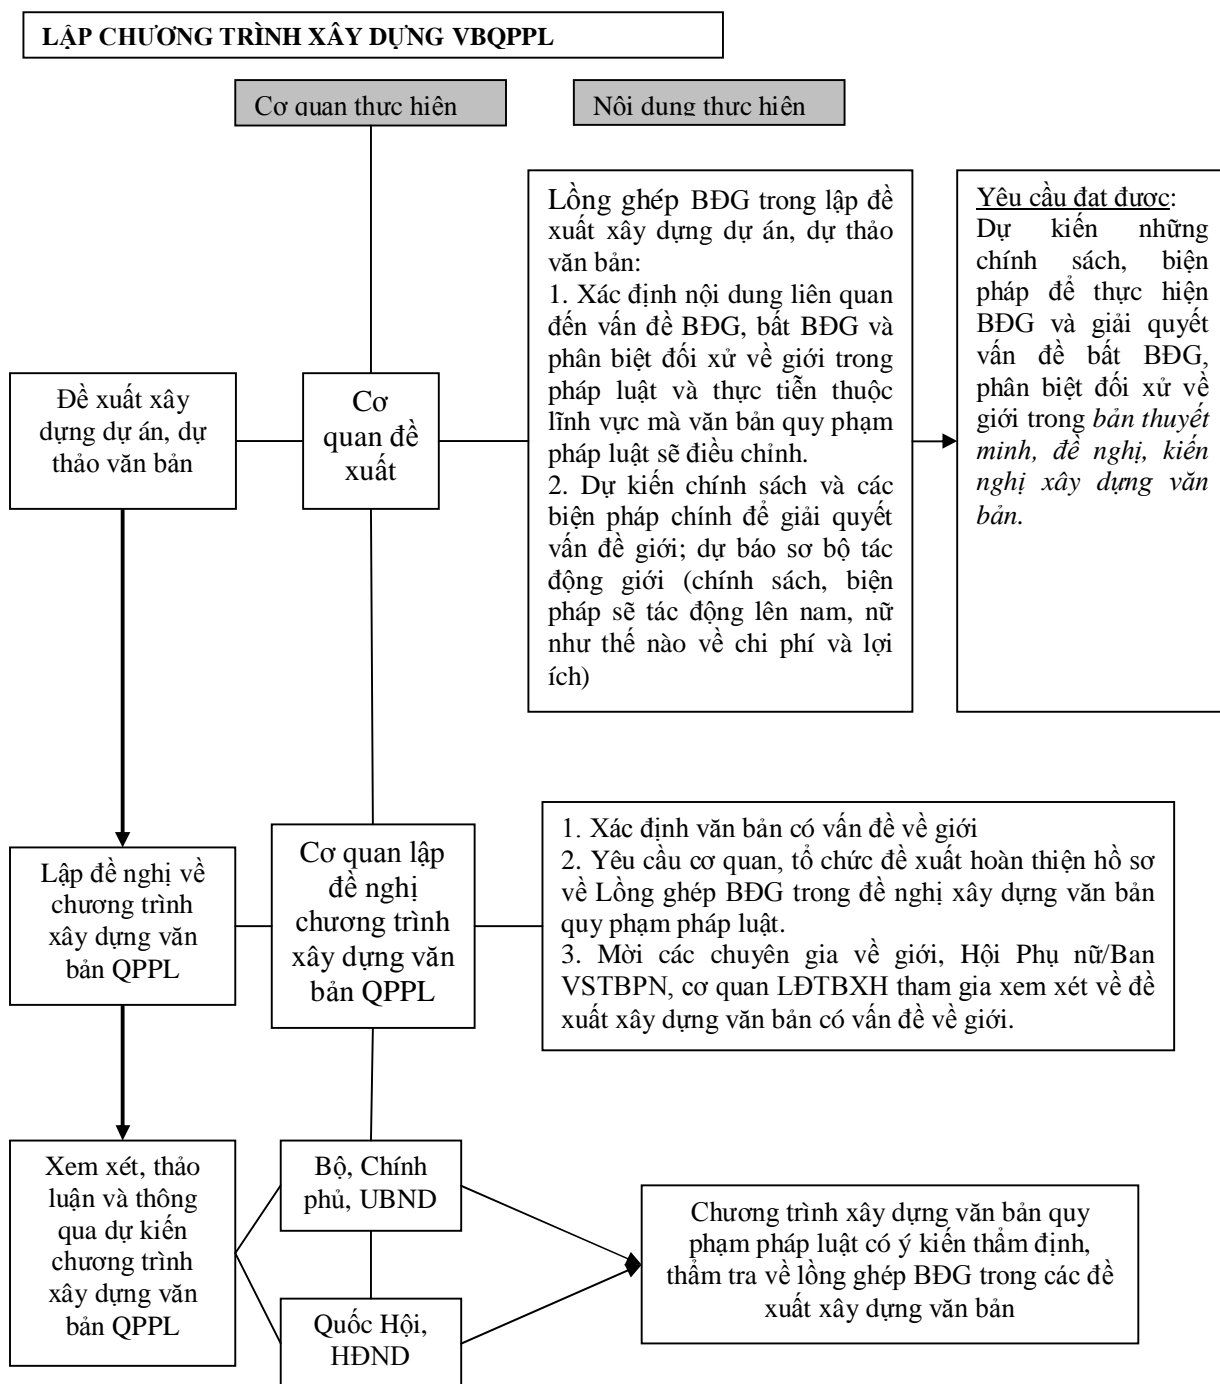 LẬP CHƯƠNG TRÌNH XÂY DỰNG VBQPPL
Cơ quan thực hiện
Nội dung thực hiện
Đề xuất xây
dựng dự án, dự
thảo văn bản
Cơ
quan đề
xuất
Lồng ghép BĐG trong lập đề
xuất xây dựng dự án, dự thảo
văn bản:
1. Xác định nội dung liên quan
đến vấn đề BĐG, bất BĐG và
phân biệt đối xử về giới trong
pháp luật và thực tiễn thuộc
lĩnh vực mà văn bản quy phạm
pháp luật sẽ điều chỉnh.
2. Dự kiến chính sách và các
biện pháp chính để giải quyết
vấn đề giới; dự báo sơ bộ tác
động giới (chính sách, biện
pháp sẽ tác động lên nam, nữ
như thế nào về chi phí và lợi
ích)
Yêu cầu đạt được:
Dự kiến những
chính sách, biện
pháp để thực hiện
BĐG và giải quyết
vấn đề bất BĐG,
phân biệt đối xử về
giới trong bản thuyết
minh, đề nghị, kiến
nghị xây dựng văn
bản.
Lập đề nghị về
chương trình
xây dựng văn
bản QPPL
Cơ quan lập
đề nghị
chương trình
xây dựng văn
bản QPPL
1. Xác định văn bản có vấn đề về giới
2. Yêu cầu cơ quan, tổ chức đề xuất hoàn thiện hồ sơ
về Lồng ghép BĐG trong đề nghị xây dựng văn bản
quy phạm pháp luật.
3. Mời các chuyên gia về giới, Hội Phụ nữ/Ban
VSTBPN, cơ quan LĐTBXH tham gia xem xét về đề
xuất xây dựng văn bản có vấn đề về giới.
Xem xét, thảo
luận và thông
qua dự kiến
chương trình
xây dựng văn
bản QPPL
Bộ, Chính
phủ, UBND
Quốc Hội,
HĐND
Chương trình xây dựng văn bản quy
phạm pháp luật có ý kiến thẩm định,
thẩm tra về lồng ghép BĐG trong các đề
xuất xây dựng văn bản